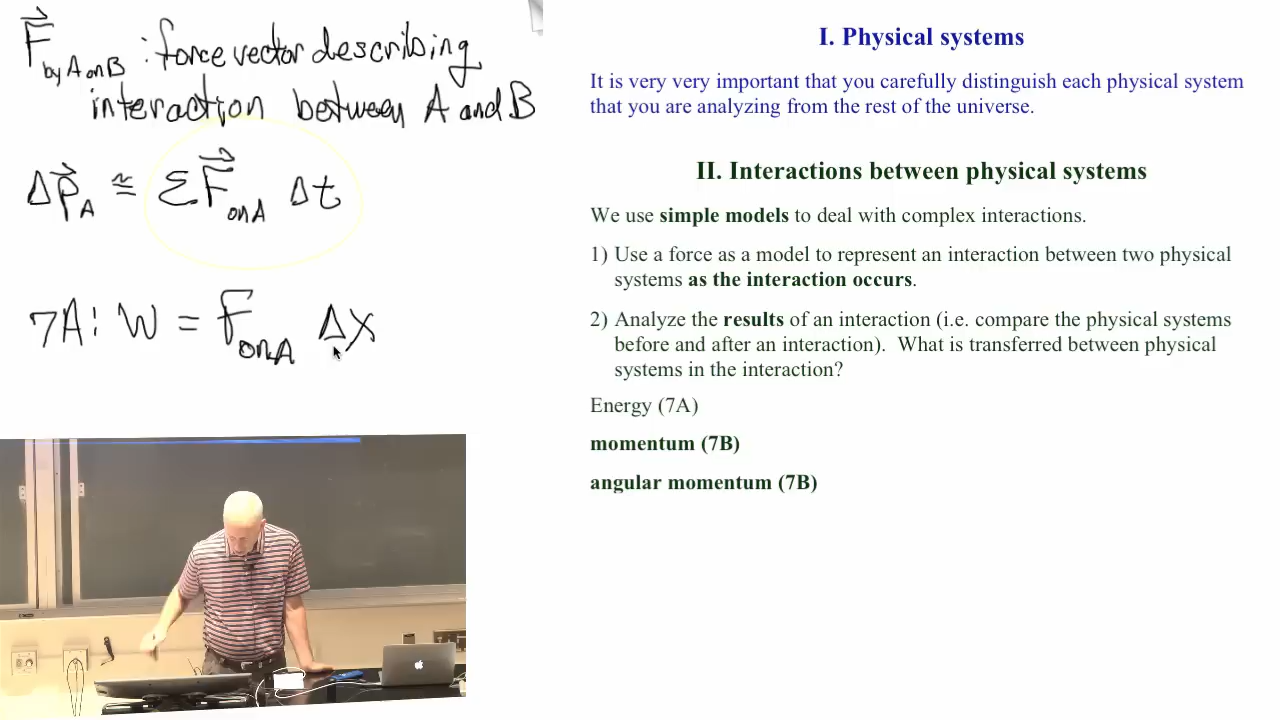 F⃗ by A on B : force vector describing
interaction between A and B
Δp⃗_A ≅ ΣF⃗_onA Δt
7A: W = F_onA Δx
I. Physical systems
It is very very important that you carefully distinguish each physical system
that you are analyzing from the rest of the universe.
II. Interactions between physical systems
We use simple models to deal with complex interactions.
1) Use a force as a model to represent an interaction between two physical
systems as the interaction occurs.
2) Analyze the results of an interaction (i.e. compare the physical systems
before and after an interaction). What is transferred between physical
systems in the interaction?
Energy (7A)
momentum (7B)
angular momentum (7B)